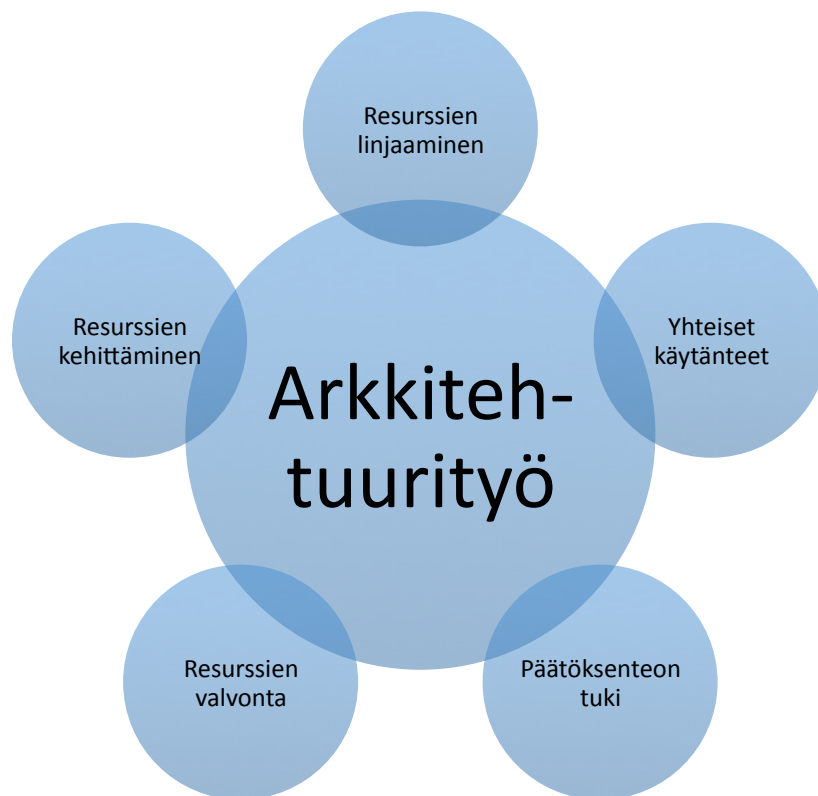 Resurssien
linjaaminen
Resurssien
kehittäminen
Yhteiset
käytänteet
Arkkiteh-
tuurityö
Resurssien
valvonta
Päätöksenteon
tuki